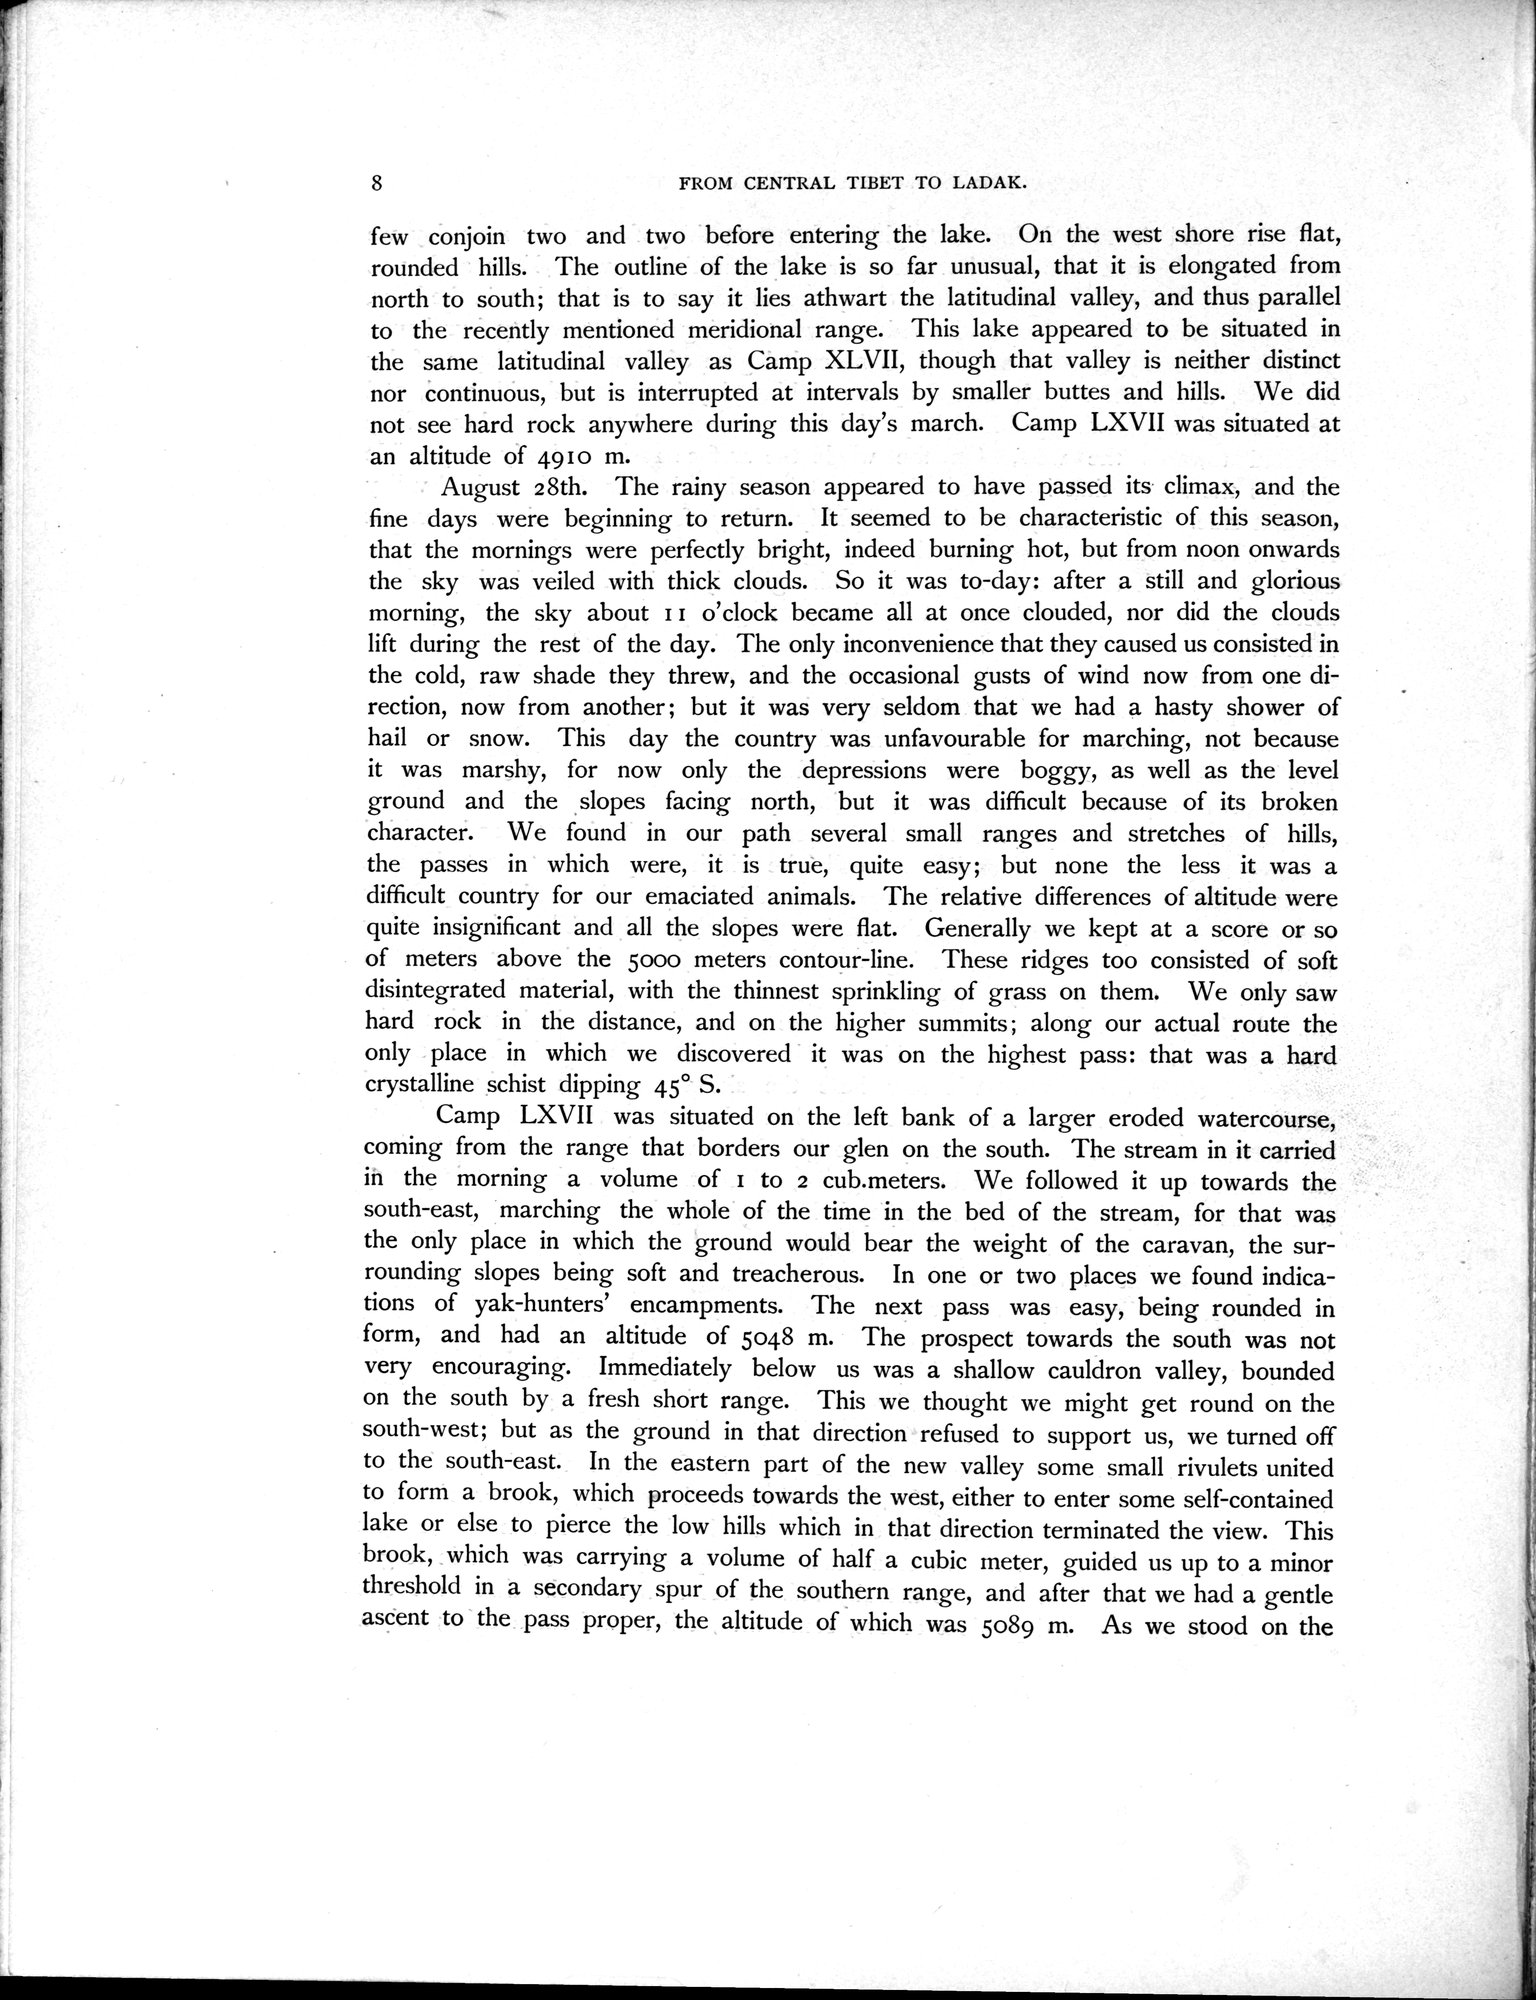 8 FROM CENTRAL TIBET TO LADAK.
few conjoin two and two before entering the lake. On the west shore rise flat,
rounded hills. The outline of the lake is so far unusual, that it is elongated from
north to south; that is to say it lies athwart the latitudinal valley, and thus parallel
to the recently mentioned meridional range. This lake appeared to be situated in
the same latitudinal valley as Camp XLVII, though that valley is neither distinct
nor continuous, but is interrupted at intervals by smaller buttes and hills. We did
not see hard rock anywhere during this day's march. Camp LXVII was situated at
an altitude of 4910 m.
August 28th. The rainy season appeared to have passed its climax, and the
fine days were beginning to return. It seemed to be characteristic of this season,
that the mornings were perfectly bright, indeed burning hot, but from noon onwards
the sky was veiled with thick clouds. So it was to-day: after a still and glorious
morning, the sky about 11 o'clock became all at once clouded, nor did the clouds
lift during the rest of the day. The only inconvenience that they caused us consisted in
the cold, raw shade they threw, and the occasional gusts of wind now from one di-
rection, now from another; but it was very seldom that we had a hasty shower of
hail or snow. This day the country was unfavourable for marching, not because
it was marshy, for now only the depressions were boggy, as well as the level
ground and the slopes facing north, but it was difficult because of its broken
character. We found in our path several small ranges and stretches of hills,
the passes in which were, it is true, quite easy; but none the less it was a
difficult country for our emaciated animals. The relative differences of altitude were
quite insignificant and all the slopes were flat. Generally we kept at a score or so
of meters above the 5000 meters contour-line. These ridges too consisted of soft
disintegrated material, with the thinnest sprinkling of grass on them. We only saw
hard rock in the distance, and on the higher summits; along our actual route the
only place in which we discovered it was on the highest pass: that was a hard
crystalline schist dipping 45° S.
Camp LXVII was situated on the left bank of a larger eroded watercourse,
coming from the range that borders our glen on the south. The stream in it carried
in the morning a volume of 1 to 2 cub.meters. We followed it up towards the
south-east, marching the whole of the time in the bed of the stream, for that was
the only place in which the ground would bear the weight of the caravan, the sur-
rounding slopes being soft and treacherous. In one or two places we found indica-
tions of yak-hunters' encampments. The next pass was easy, being rounded in
form, and had an altitude of 5048 m. The prospect towards the south was not
very encouraging. Immediately below us was a shallow cauldron valley, bounded
on the south by a fresh short range. This we thought we might get round on the
south-west; but as the ground in that direction refused to support us, we turned off
to the south-east. In the eastern part of the new valley some small rivulets united
to form a brook, which proceeds towards the west, either to enter some self-contained
lake or else to pierce the low hills which in that direction terminated the view. This
brook, which was carrying a volume of half a cubic meter, guided us up to a minor
threshold in a secondary spur of the southern range, and after that we had a gentle
ascent to the pass proper, the altitude of which was 5089 m. As we stood on the